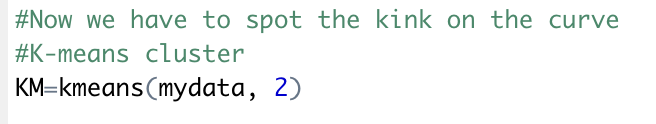 #Now we have to spot the kink on the curve
#K-means cluster
KM=kmeans(mydata, 2)